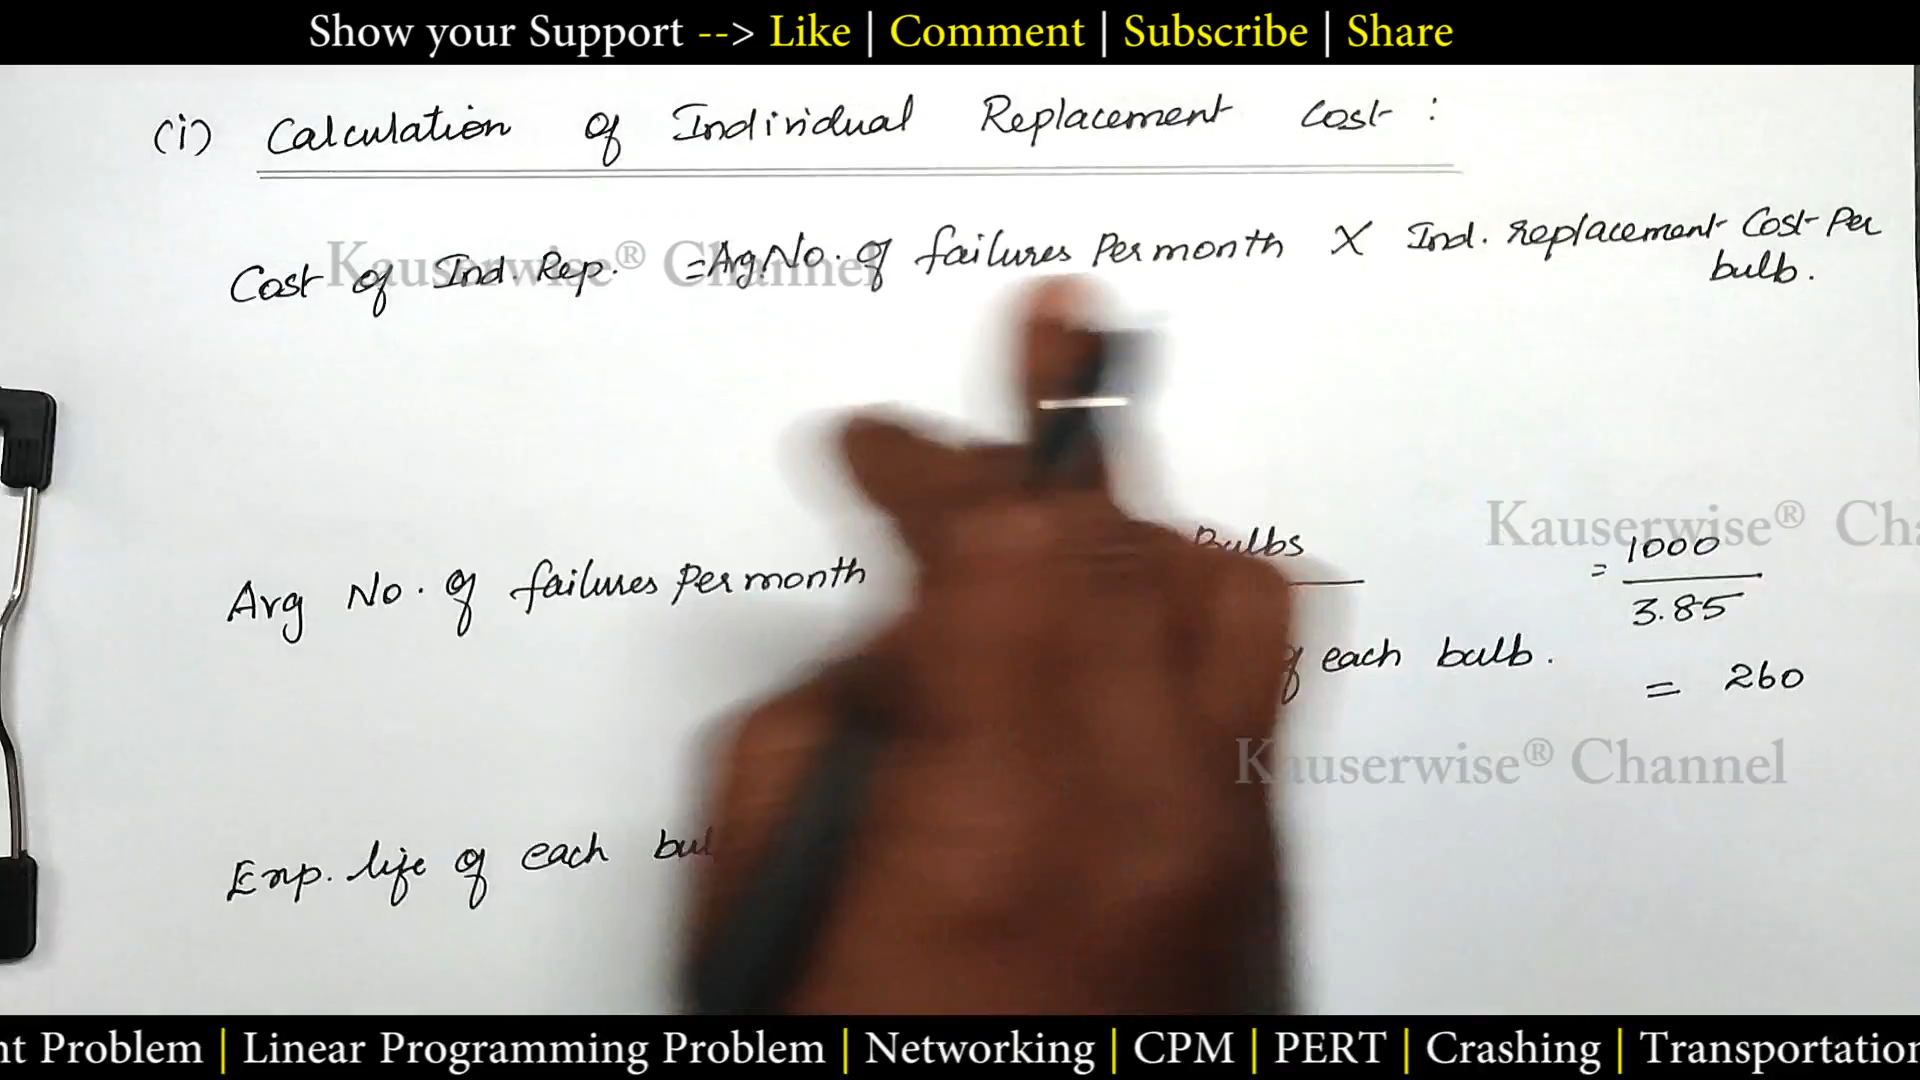 Show your Support --> Like | Comment | Subscribe | Share
(i) Calculation of Individual Replacement Cost :
Cost of Ind. Rep. = Avg No. of failures Per month X Ind. replacement Cost Per
bulb.
Kauserwise® Channel
Kauserwise® Cha
Bulbs
Avg No. of failures Per month
= 1000
3.85
of each bulb.
= 260
Kauserwise® Channel
Exp. life of each bul
nt Problem | Linear Programming Problem | Networking | CPM | PERT | Crashing | Transportation